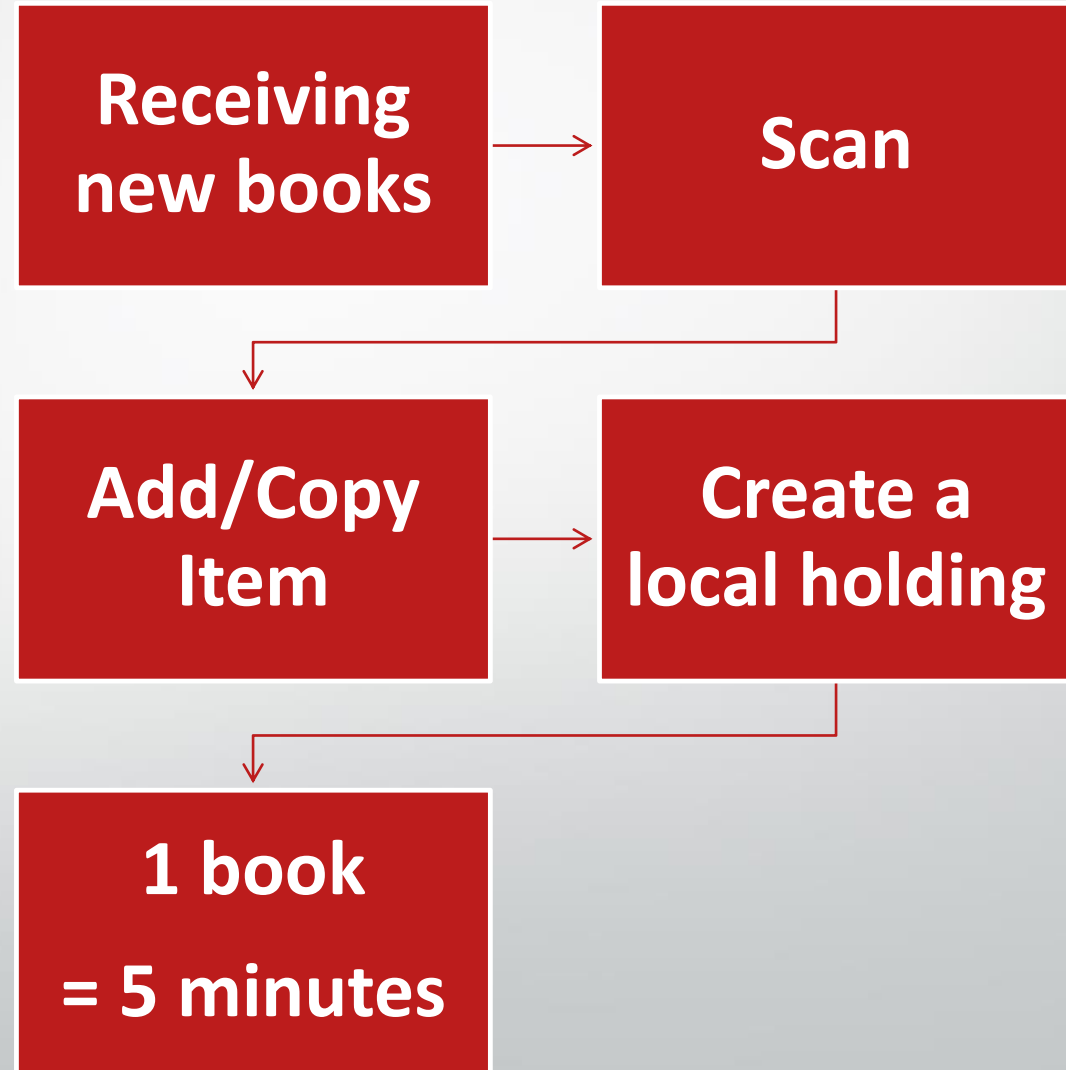 Receiving
new books
Scan
Add/Copy
Item
Create a
local holding
1 book
= 5 minutes